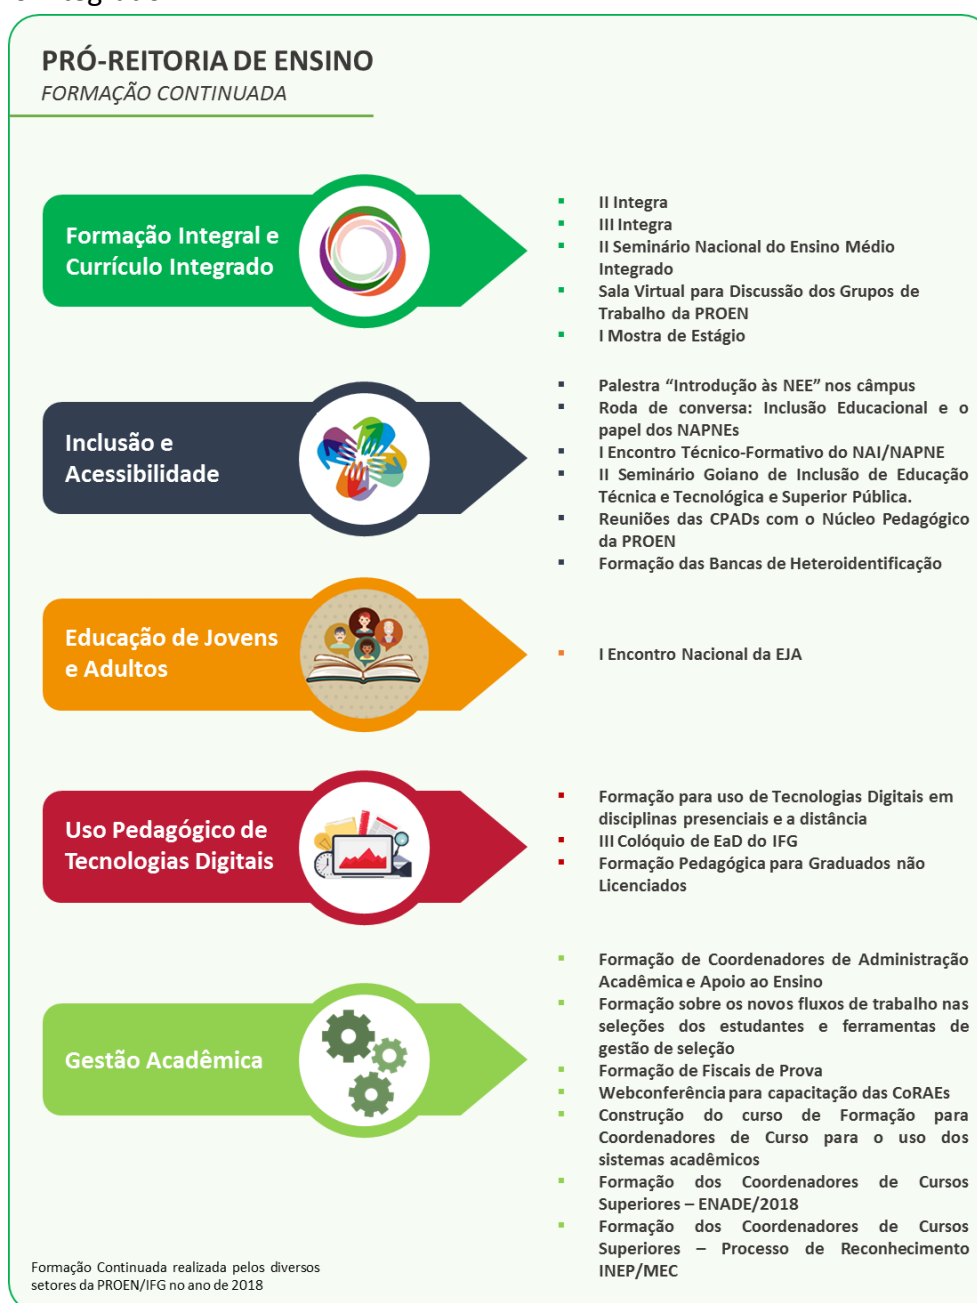 PRÓ-REITORIA DE ENSINO
FORMAÇÃO CONTINUADA
Formação Integral e
Currículo Integrado
▪ II Integra
▪ III Integra
▪ II Seminário Nacional do Ensino Médio
Integrado
▪ Sala Virtual para Discussão dos Grupos de
Trabalho da PROEN
▪ I Mostra de Estágio
Inclusão e
Acessibilidade
▪ Palestra “Introdução às NEE” nos câmpus
▪ Roda de conversa: Inclusão Educacional e o
papel dos NAPNEs
▪ I Encontro Técnico-Formativo do NAI/NAPNE
▪ II Seminário Goiano de Inclusão de Educação
Técnica e Tecnológica e Superior Pública.
▪ Reuniões das CPADs com o Núcleo Pedagógico
da PROEN
▪ Formação das Bancas de Heteroidentificação
Educação de Jovens
e Adultos
▪ I Encontro Nacional da EJA
Uso Pedagógico de
Tecnologias Digitais
▪ Formação para uso de Tecnologias Digitais em
disciplinas presenciais e a distância
▪ III Colóquio de EaD do IFG
▪ Formação Pedagógica para Graduados não
Licenciados
Gestão Acadêmica
▪ Formação de Coordenadores de Administração
Acadêmica e Apoio ao Ensino
▪ Formação sobre os novos fluxos de trabalho nas
seleções dos estudantes e ferramentas de
gestão de seleção
▪ Formação de Fiscais de Prova
▪ Webconferência para capacitação das CoRAEs
▪ Construção do curso de Formação para
Coordenadores de Curso para o uso dos
sistemas acadêmicos
▪ Formação dos Coordenadores de Cursos
Superiores – ENADE/2018
▪ Formação dos Coordenadores de Cursos
Superiores – Processo de Reconhecimento
INEP/MEC
Formação Continuada realizada pelos diversos
setores da PROEN/IFG no ano de 2018